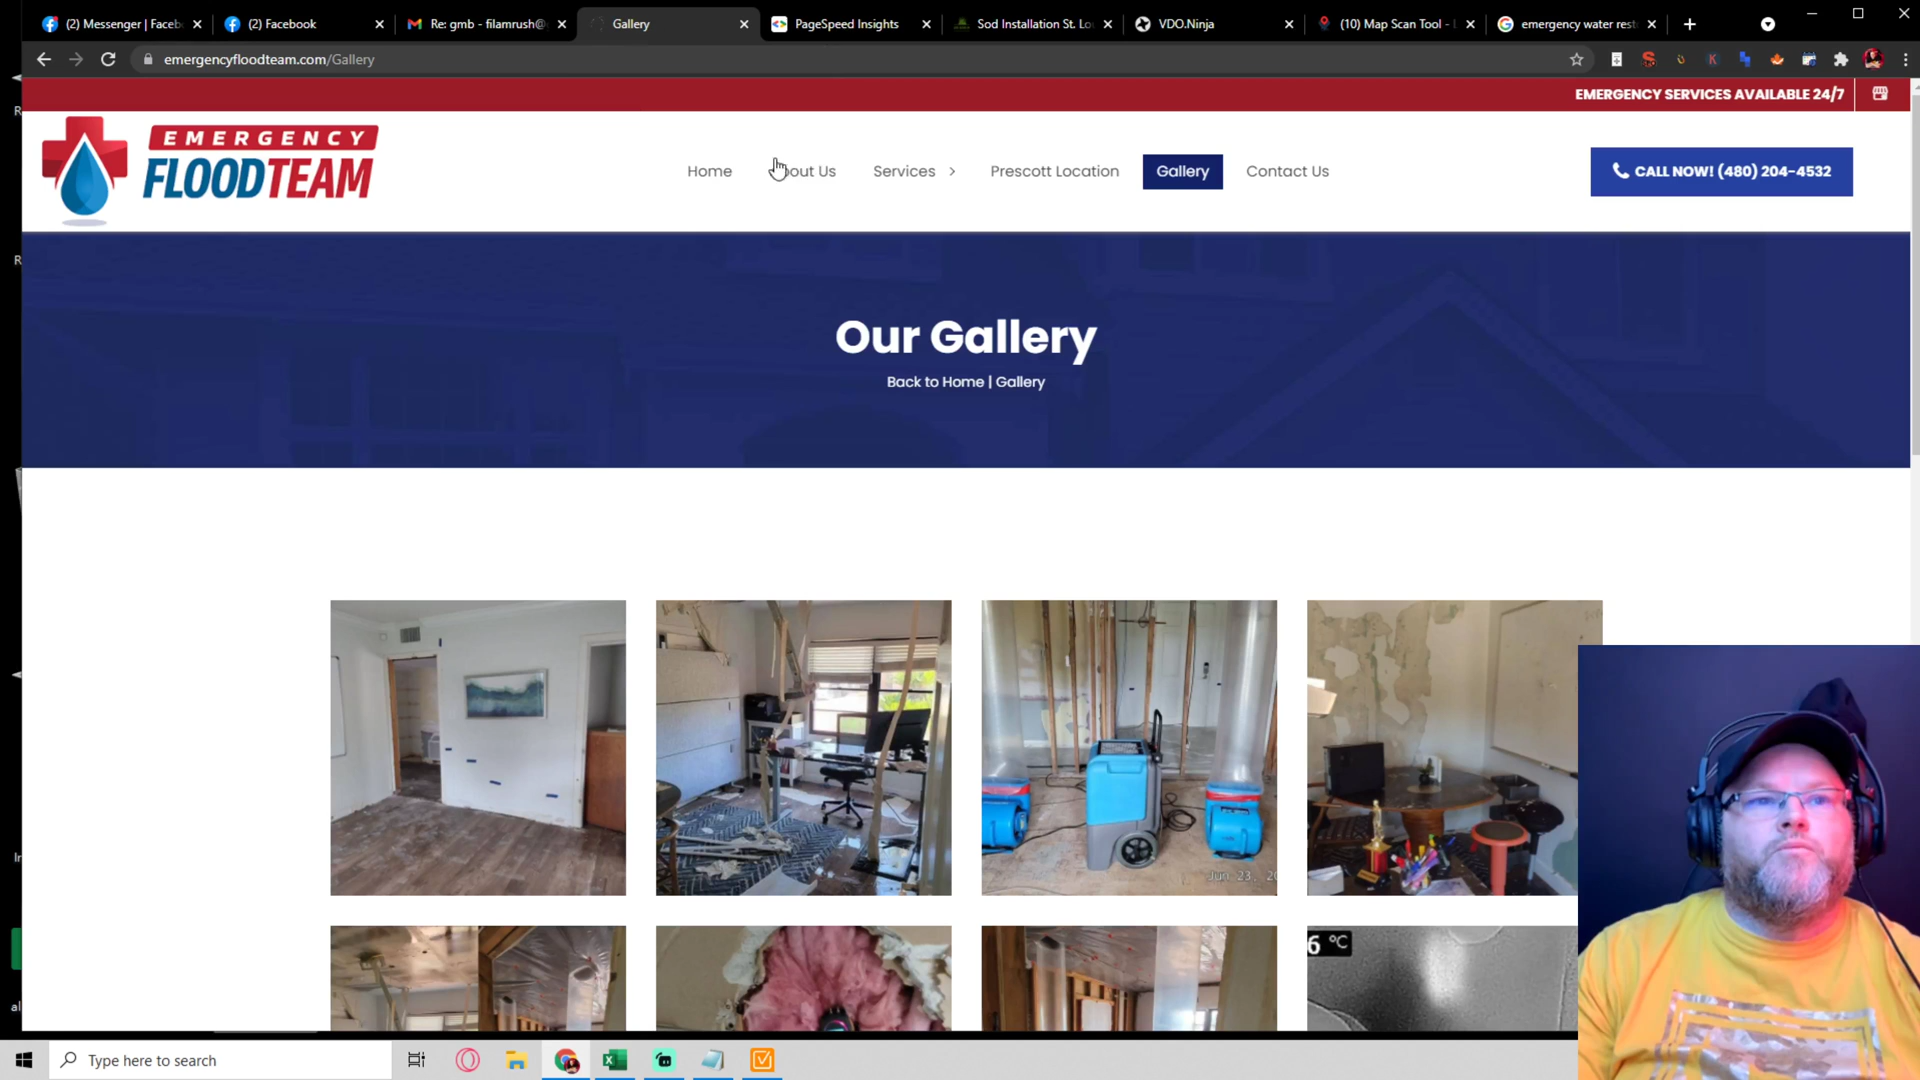 (2) Messenger | Faceb
(2) Facebook
Re: gmb - filamrush@
Gallery
PageSpeed Insights
Sod Installation St. Lo
VDO.Ninja
(10) Map Scan Tool -
emergency water rest
emergencyfloodteam.com/Gallery
EMERGENCY SERVICES AVAILABLE 24/7
EMERGENCY
FLOODTEAM
Home
out Us
Services
Prescott Location
Gallery
Contact Us
CALL NOW! (480) 204-4532
Our Gallery
Back to Home | Gallery
Jun 23, 20
6 °C
Type here to search